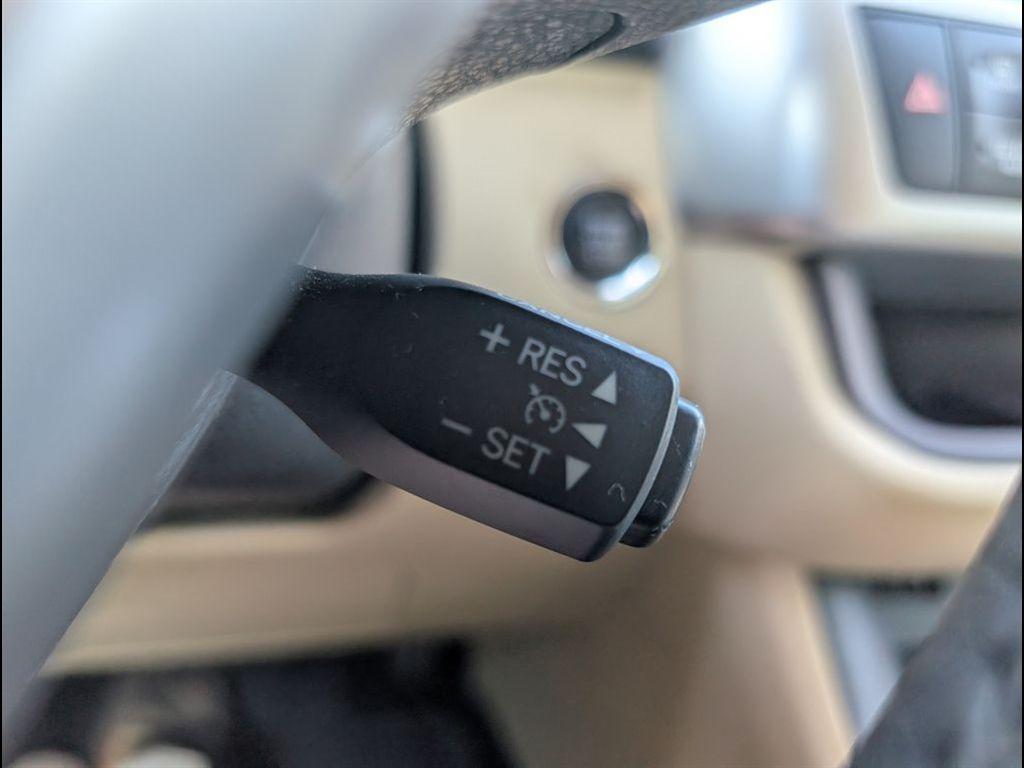 + RES
- SET